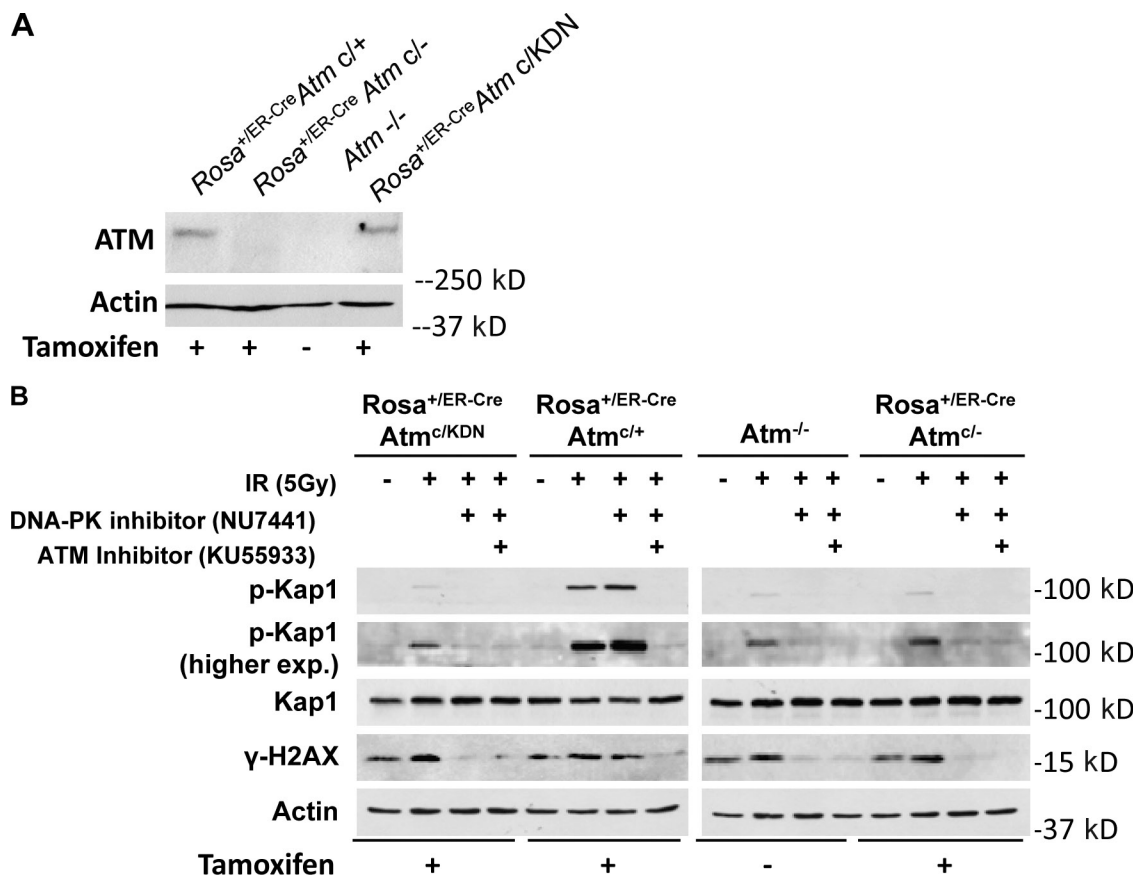 A
Rosa+/ER-Cre Atm c/+
Rosa+/ER-Cre Atm c/-
Atm -/-
Rosa+/ER-Cre Atm c/KDN
ATM
--250 kD
Actin
--37 kD
Tamoxifen + + - +
B
Rosa+/ER-Cre Rosa+/ER-Cre Rosa+/ER-Cre
Atmc/KDN Atmc/+ Atm-/- Atmc/-
IR (5Gy) - + + + - + + + - + + + - + + +
DNA-PK inhibitor (NU7441) + + + + + + + +
ATM Inhibitor (KU55933) + + + +
p-Kap1 -100 kD
p-Kap1
(higher exp.) -100 kD
Kap1 -100 kD
γ-H2AX -15 kD
Actin
-37 kD
Tamoxifen + + - +